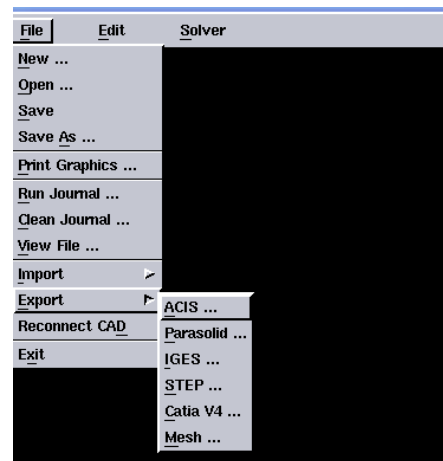 File Edit Solver
New ...
Open ...
Save
Save As ...
Print Graphics ...
Run Journal ...
Clean Journal ...
View File ...
Import
Export
Reconnect CAD
Exit
ACIS ...
Parasolid ...
IGES ...
STEP ...
Catia V4 ...
Mesh ...